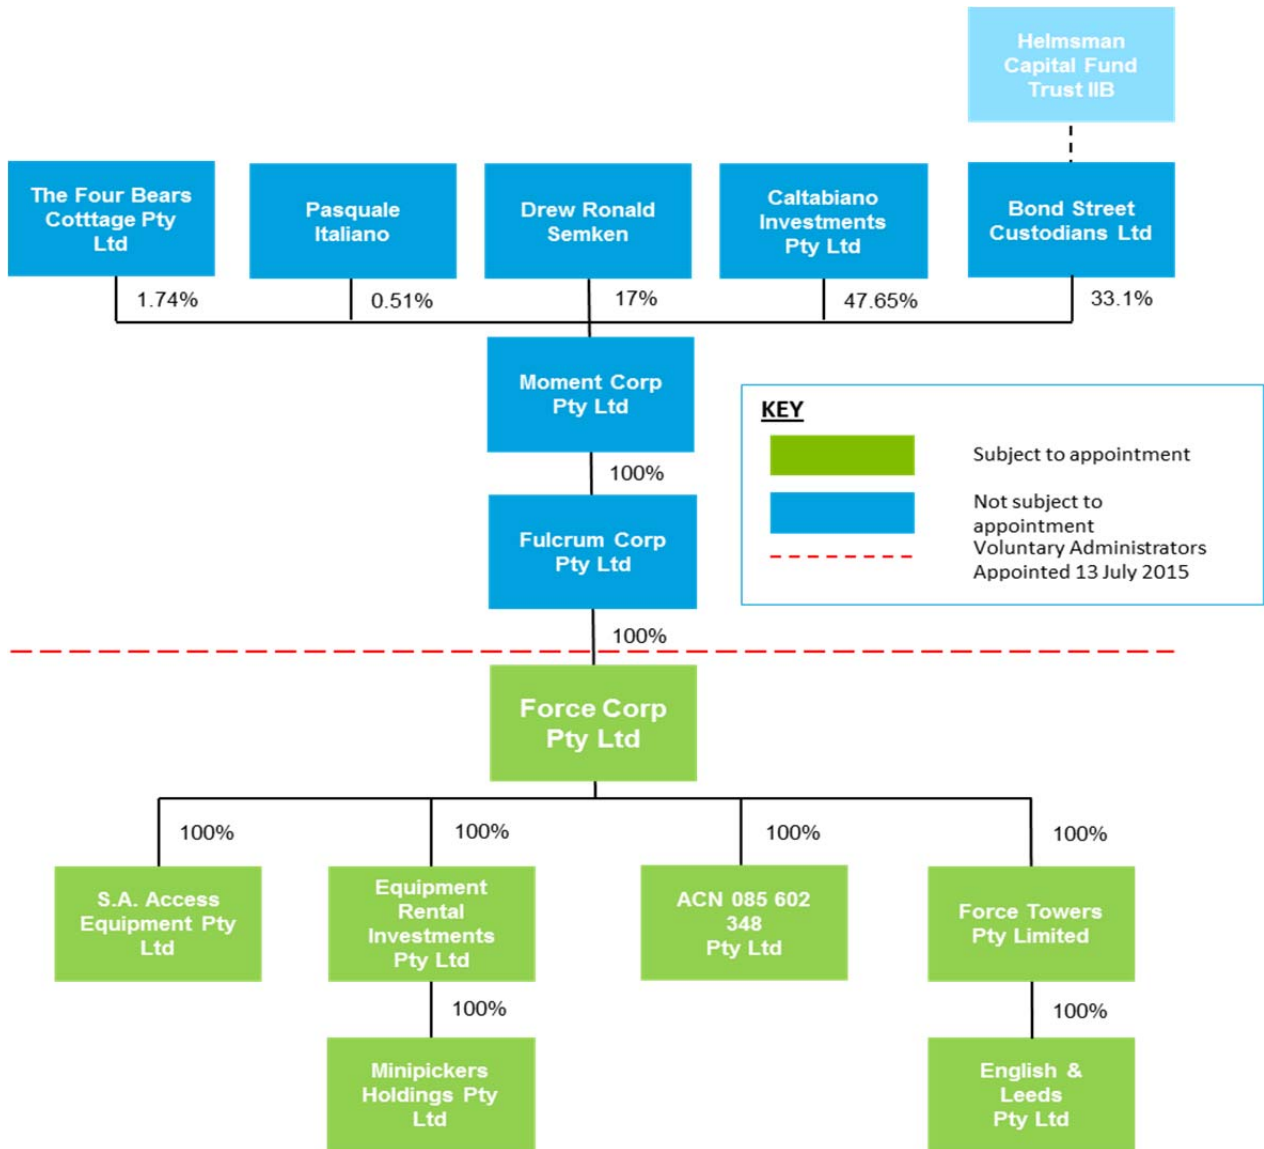 Helmsman
Capital Fund
Trust IIB
The Four Bears
Cotttage Pty
Ltd
Pasquale
Italiano
Drew Ronald
Semken
Caltabiano
Investments
Pty Ltd
Bond Street
Custodians Ltd
1.74%
0.51%
17%
47.65%
33.1%
Moment Corp
Pty Ltd
100%
Fulcrum Corp
Pty Ltd
100%
KEY
Subject to appointment
Not subject to
appointment
Voluntary Administrators
Appointed 13 July 2015
Force Corp
Pty Ltd
100%
100%
100%
100%
S.A. Access
Equipment Pty
Ltd
Equipment
Rental
Investments
Pty Ltd
ACN 085 602
348
Pty Ltd
Force Towers
Pty Limited
100%
100%
Minipickers
Holdings Pty
Ltd
English &
Leeds
Pty Ltd